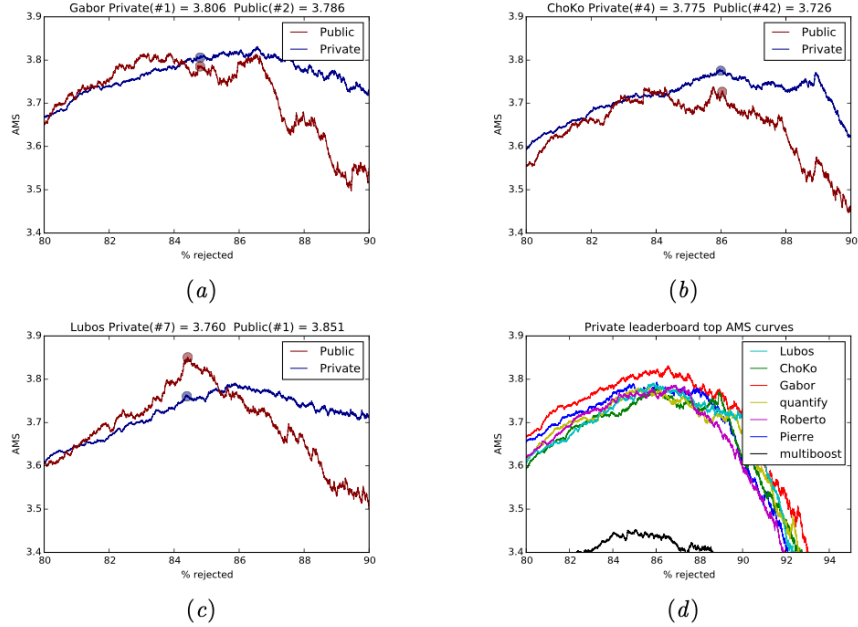 Gabor Private(#1) = 3.806 Public(#2) = 3.786
3.9
3.8
3.7
3.6
3.5
3.4
AMS
80 82 84 86 88 90
% rejected
Public
Private
(a)
ChoKo Private(#4) = 3.775 Public(#42) = 3.726
3.9
3.8
3.7
3.6
3.5
3.4
AMS
80 82 84 86 88 90
% rejected
Public
Private
(b)
Lubos Private(#7) = 3.760 Public(#1) = 3.851
3.9
3.8
3.7
3.6
3.5
3.4
AMS
80 82 84 86 88 90
% rejected
Public
Private
(c)
Private leaderboard top AMS curves
3.9
3.8
3.7
3.6
3.5
3.4
AMS
80 82 84 86 88 90 92 94
% rejected
Lubos
ChoKo
Gabor
quantify
Roberto
Pierre
multiboost
(d)